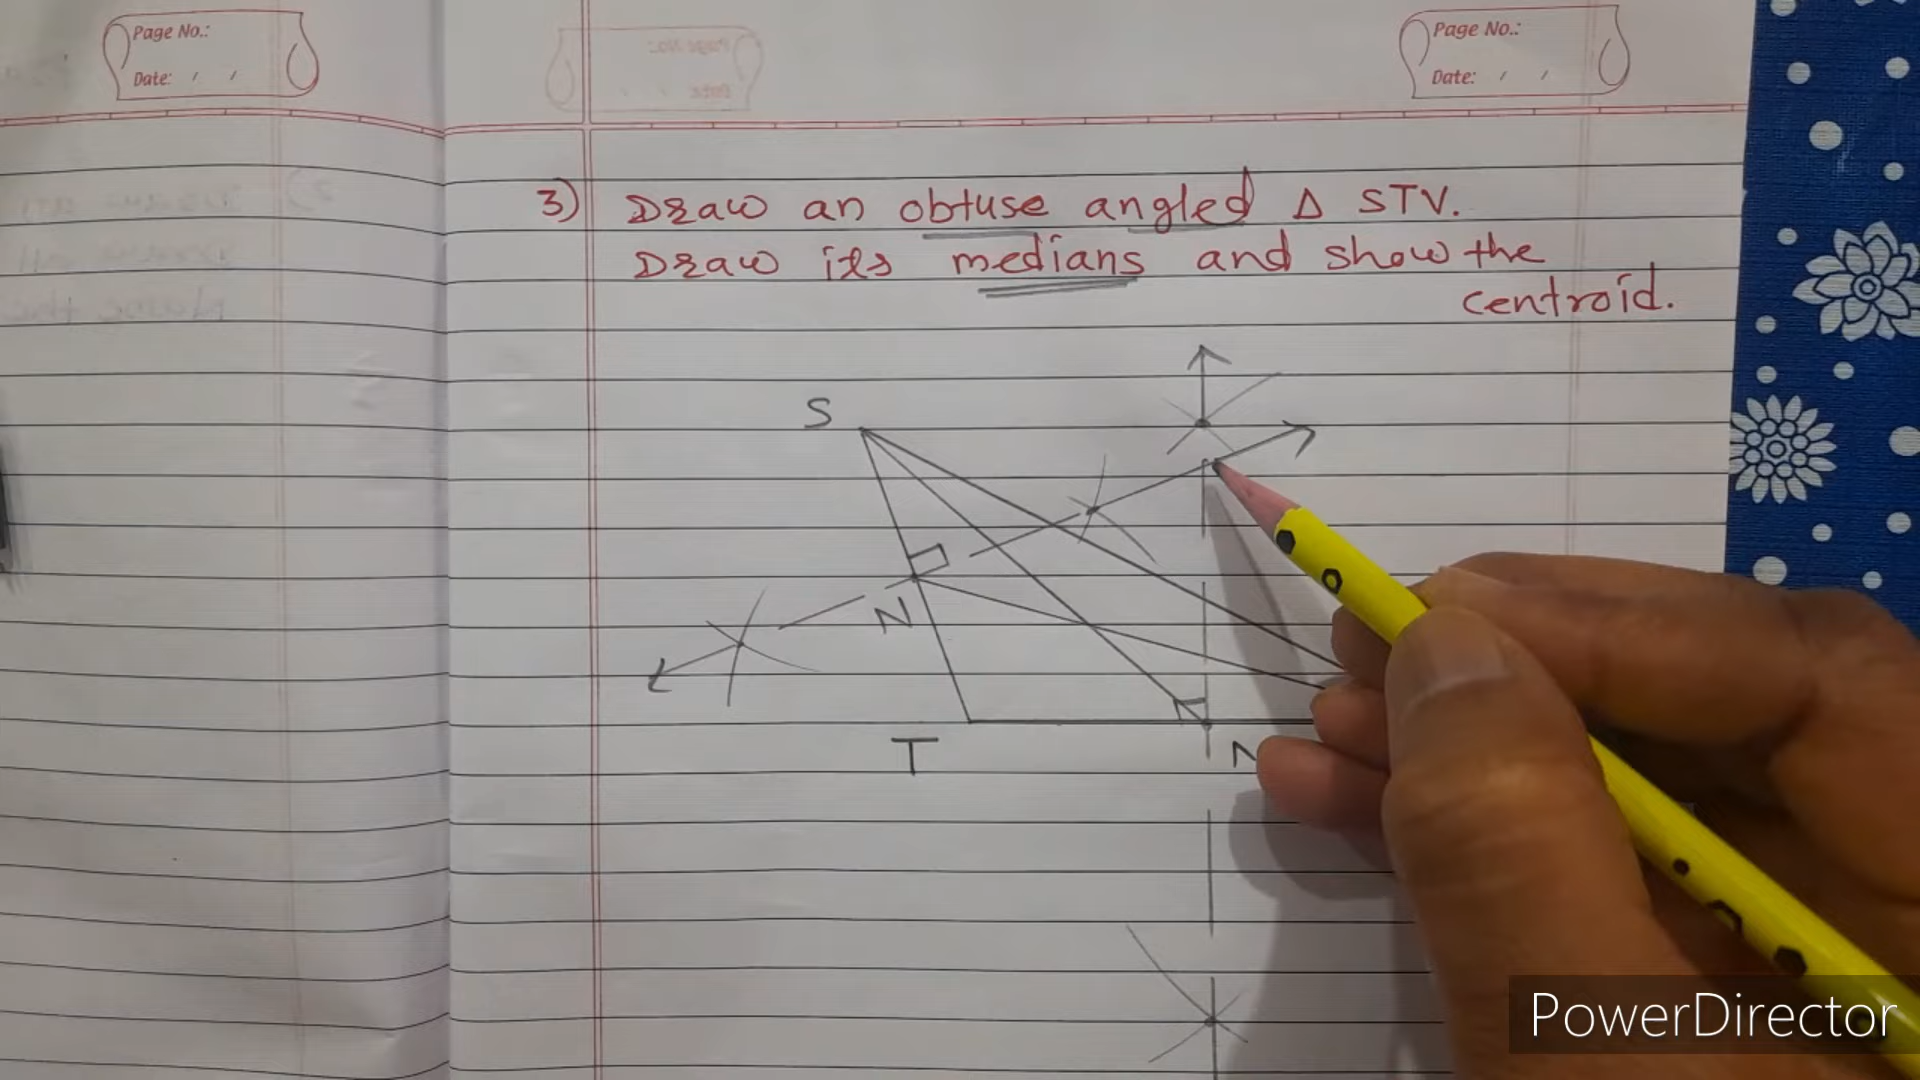 Page No.:
Date: / /
Page No.:
Date: / /
3) Draw an obtuse angled Δ STV.
Draw its medians and show the
centroid.
S
N
T
PowerDirector